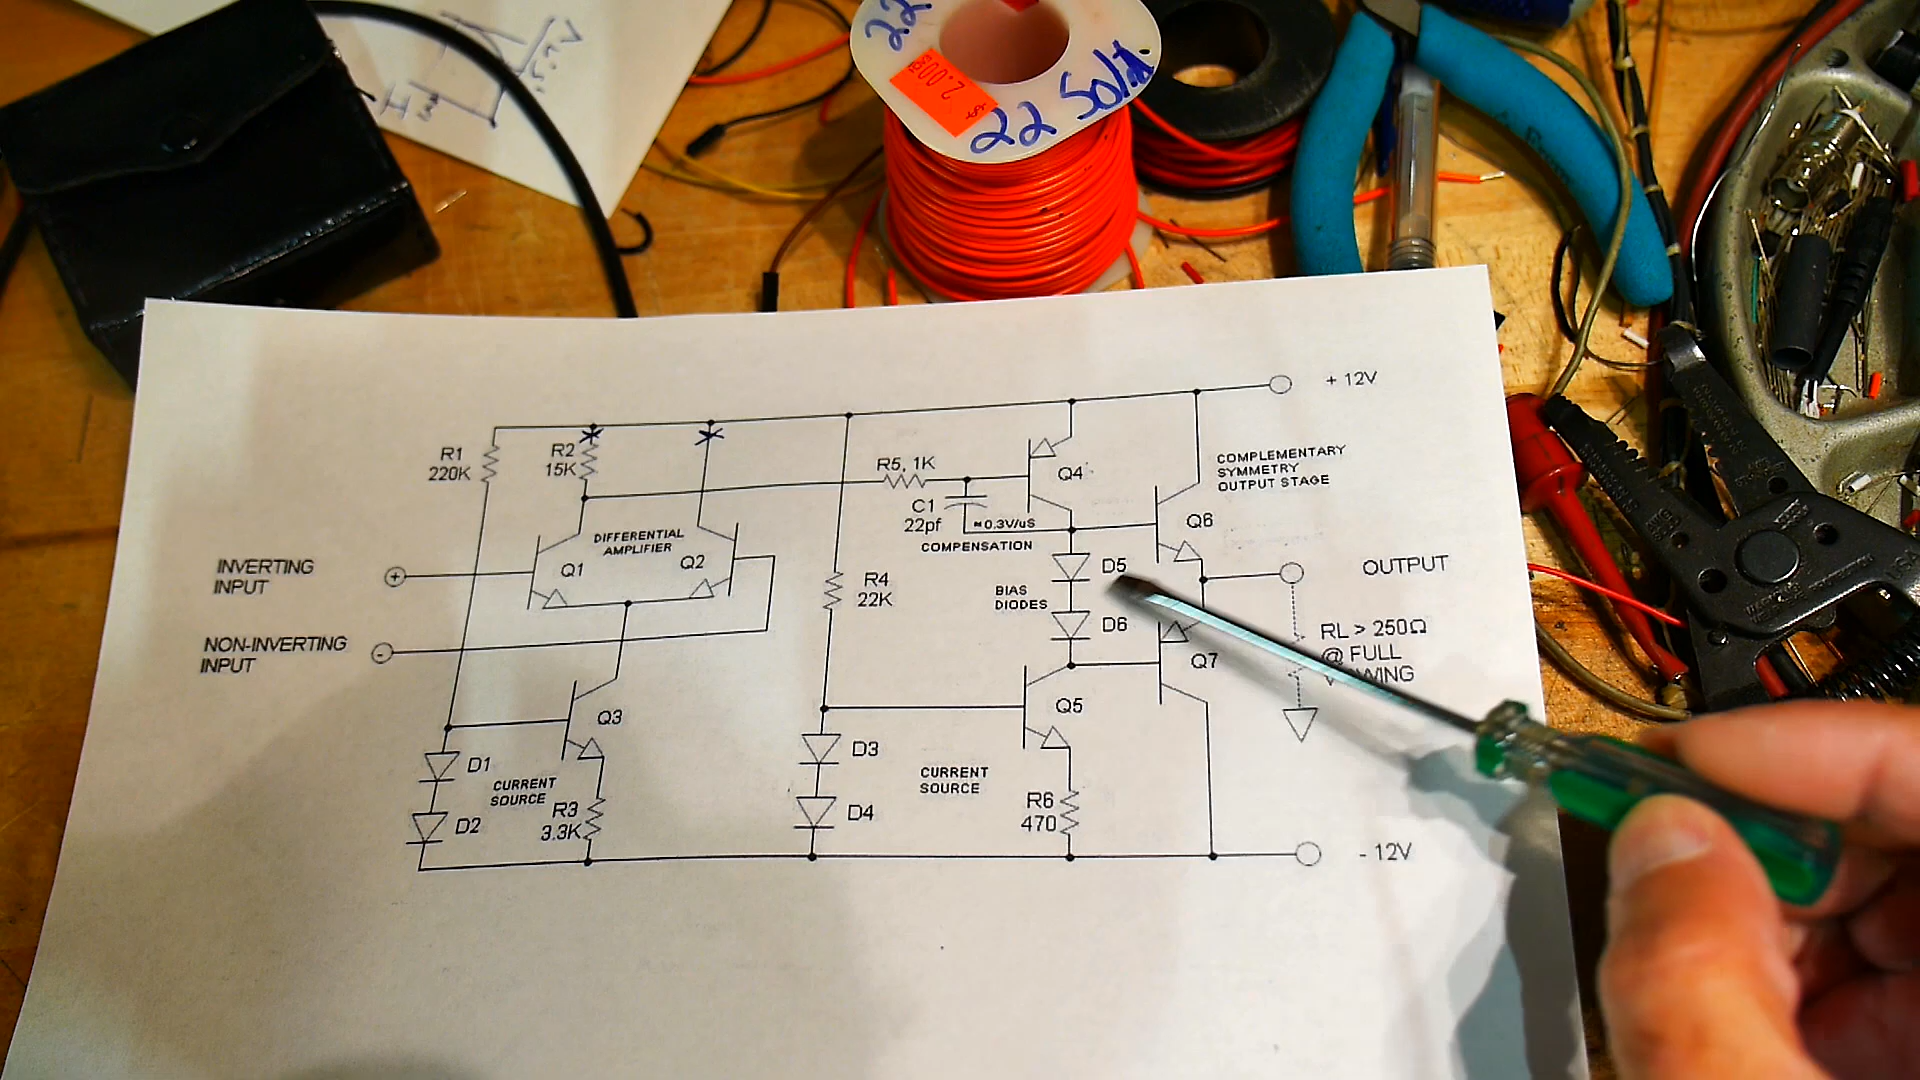 22
2.00
22 Solid.
+ 12V
R1
220K
R2
15K
R5, 1K
Q4
COMPLEMENTARY
SYMMETRY
OUTPUT STAGE
C1
22pf
≈0.3V/uS
COMPENSATION
Q6
DIFFERENTIAL
AMPLIFIER
Q1
Q2
INVERTING
INPUT
+
R4
22K
D5
BIAS
DIODES
D6
OUTPUT
NON-INVERTING
INPUT
-
RL > 250Ω
@ FULL
Q7
Q3
Q5
D1
CURRENT
SOURCE
D3
CURRENT
SOURCE
D2
R3
3.3K
D4
R6
470
- 12V